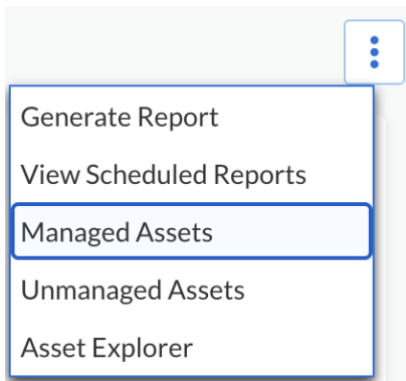 Generate Report
View Scheduled Reports
Managed Assets
Unmanaged Assets
Asset Explorer